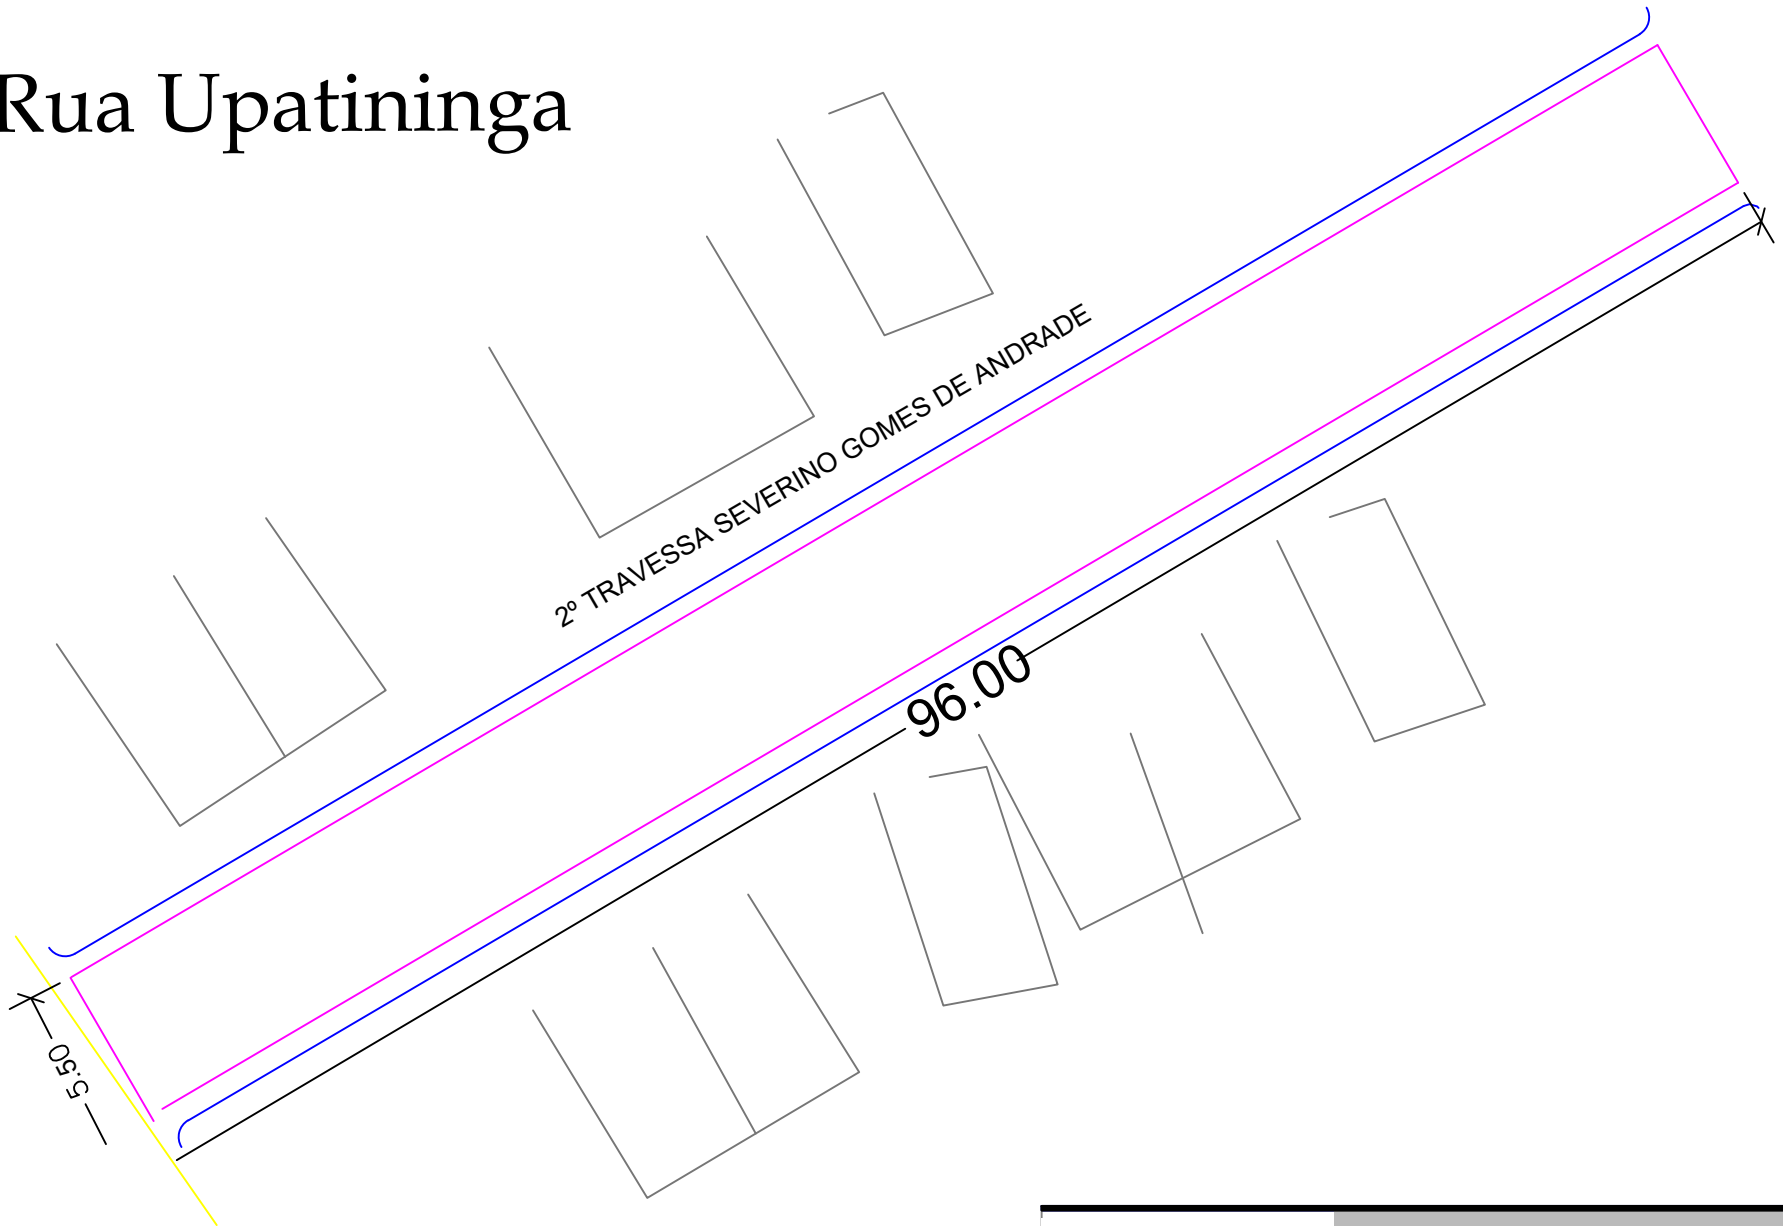 Rua Upatininga
2º TRAVESSA SEVERINO GOMES DE ANDRADE
96.00
5.50